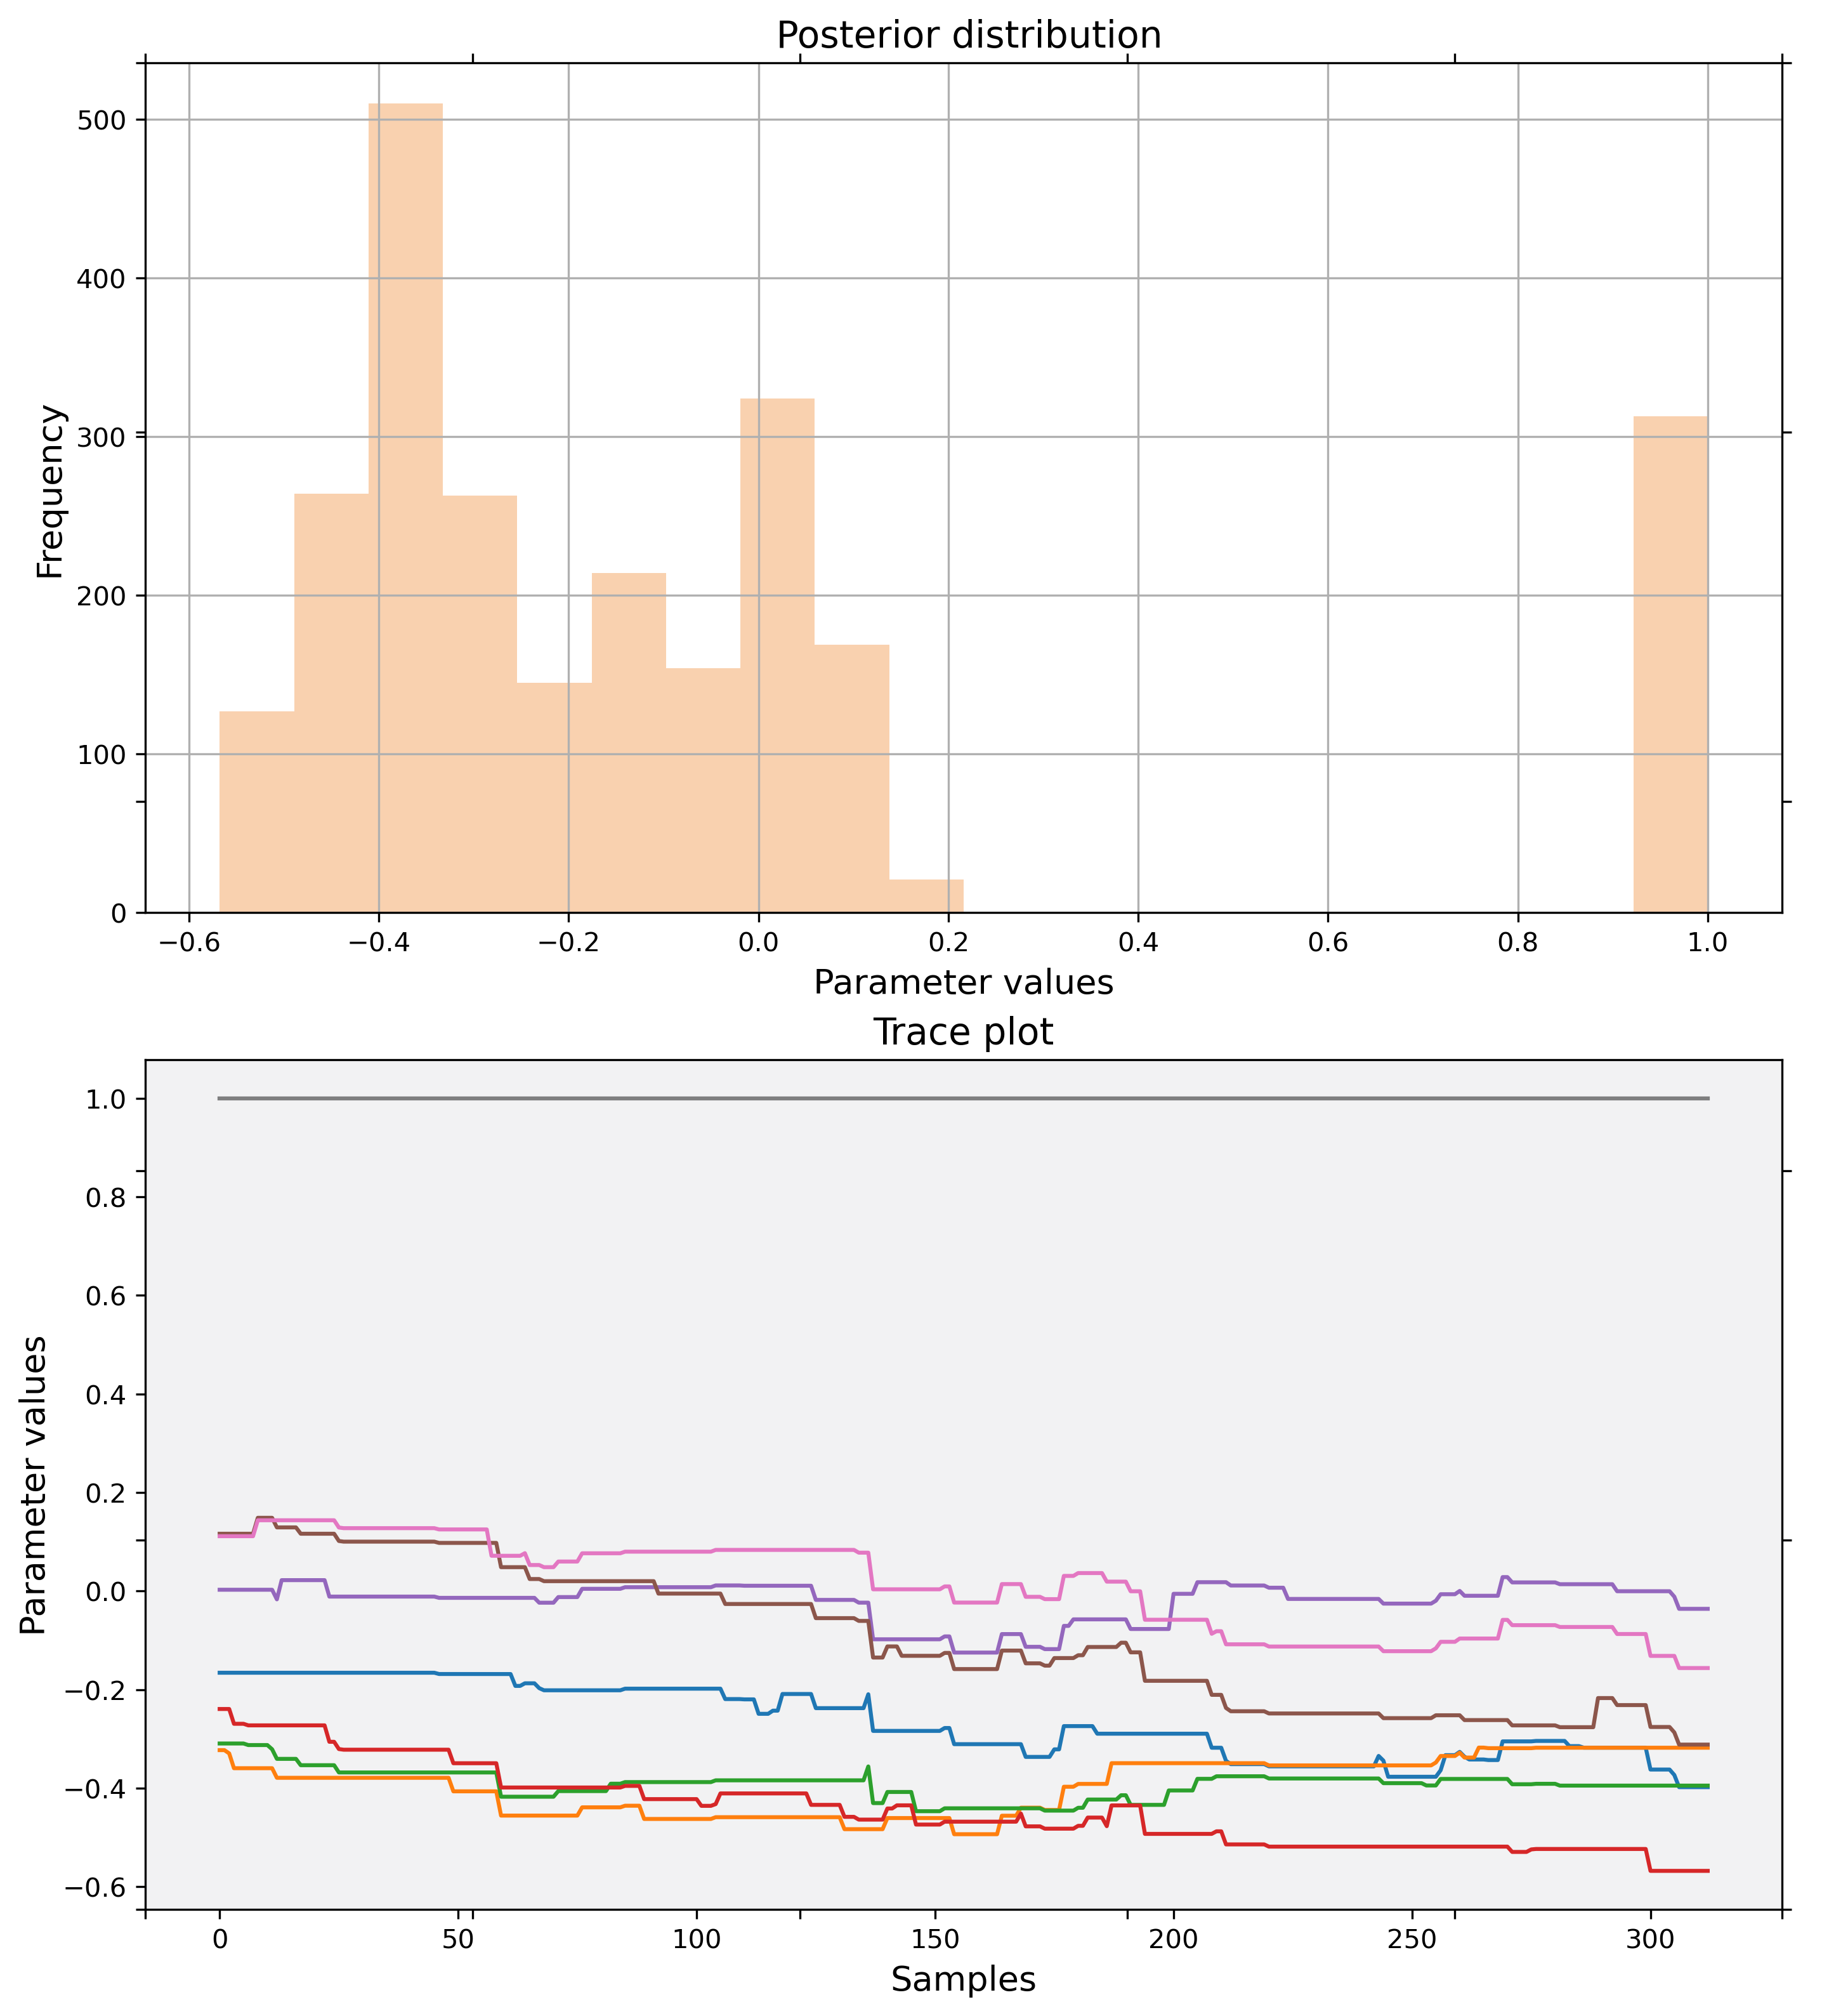 Posterior distribution
500
400
300
200
100
0
Frequency
−0.6 −0.4 −0.2 0.0 0.2 0.4 0.6 0.8 1.0
Parameter values
Trace plot
1.0
0.8
0.6
0.4
0.2
0.0
−0.2
−0.4
−0.6
Parameter values
0 50 100 150 200 250 300
Samples